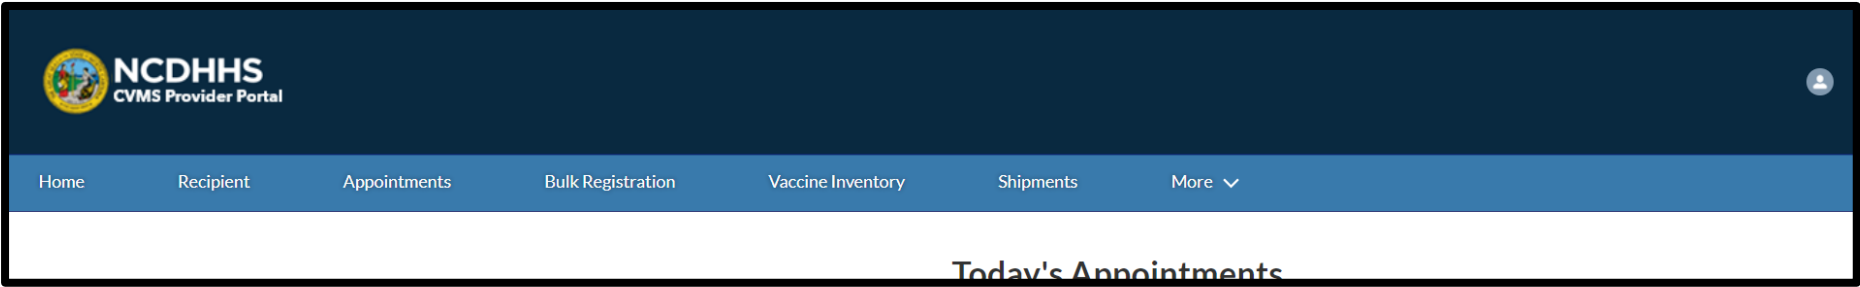 NCDHHS
CVMS Provider Portal
Home Recipient Appointments Bulk Registration Vaccine Inventory Shipments More
Today's Appointments